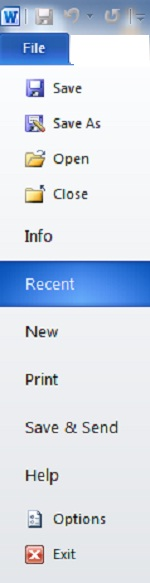 W
File
Save
Save As
Open
Close
Info
Recent
New
Print
Save & Send
Help
Options
Exit